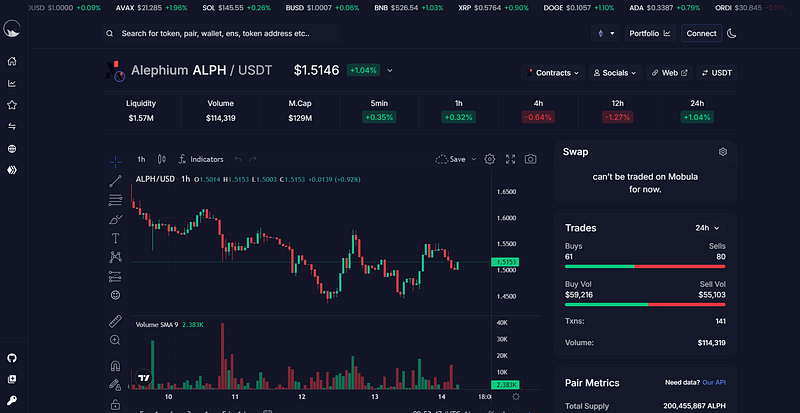 BUSD $1.0000 +0.09% AVAX $21.285 +1.96% SOL $145.55 +0.26% BUSD $1.0007 +0.06% BNB $526.54 +1.03% XRP $0.5764 +0.90% DOGE $0.1057 +1.10% ADA $0.3387 +0.79% ORDI $30.845
Search for token, pair, wallet, ens, token address etc..
Portfolio
Connect
Alephium ALPH / USDT $1.5146 +1.04%
Contracts
Socials
Web
USDT
Liquidity Volume M.Cap 5min 1h 4h 12h 24h
$1.57M $114,319 $129M +0.35% +0.32% -0.64% -1.27% +1.04%
1h Indicators Save
ALPH/USD · 1h O1.5014 H1.5153 L1.5003 C1.5153 +0.0139 (+0.92%)
1.6500
1.6000
1.5500
1.5153
1.5000
1.4500
Volume SMA 9 2.383K
40K
30K
20K
10K
2.383K
10 11 12 13 14 18:0
Swap
can't be traded on Mobula
for now.
Trades 24h
Buys Sells
61 80
Buy Vol Sell Vol
$59,216 $55,103
Txns: 141
Volume: $114,319
Pair Metrics Need data? Our API
Total Supply 200,455,867 ALPH